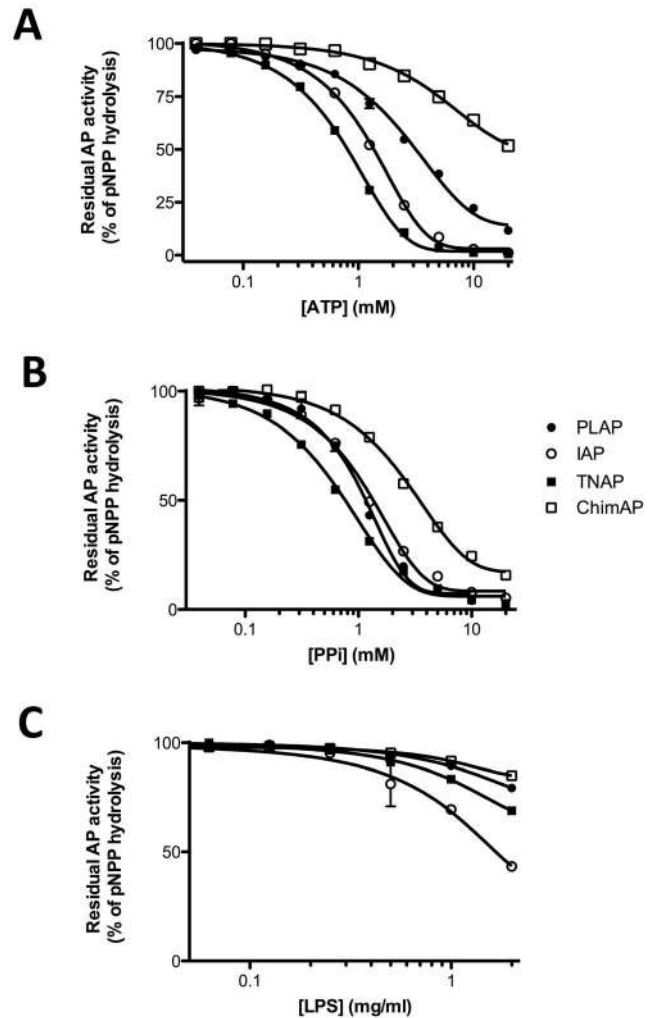 A
Residual AP activity
(% of pNPP hydrolysis)
100
75
50
25
0
0.1
1
10
[ATP] (mM)
B
Residual AP activity
(% of pNPP hydrolysis)
100
50
0
0.1
1
10
[PPi] (mM)
PLAP
IAP
TNAP
ChimAP
C
Residual AP activity
(% of pNPP hydrolysis)
100
50
0
0.1
1
[LPS] (mg/ml)